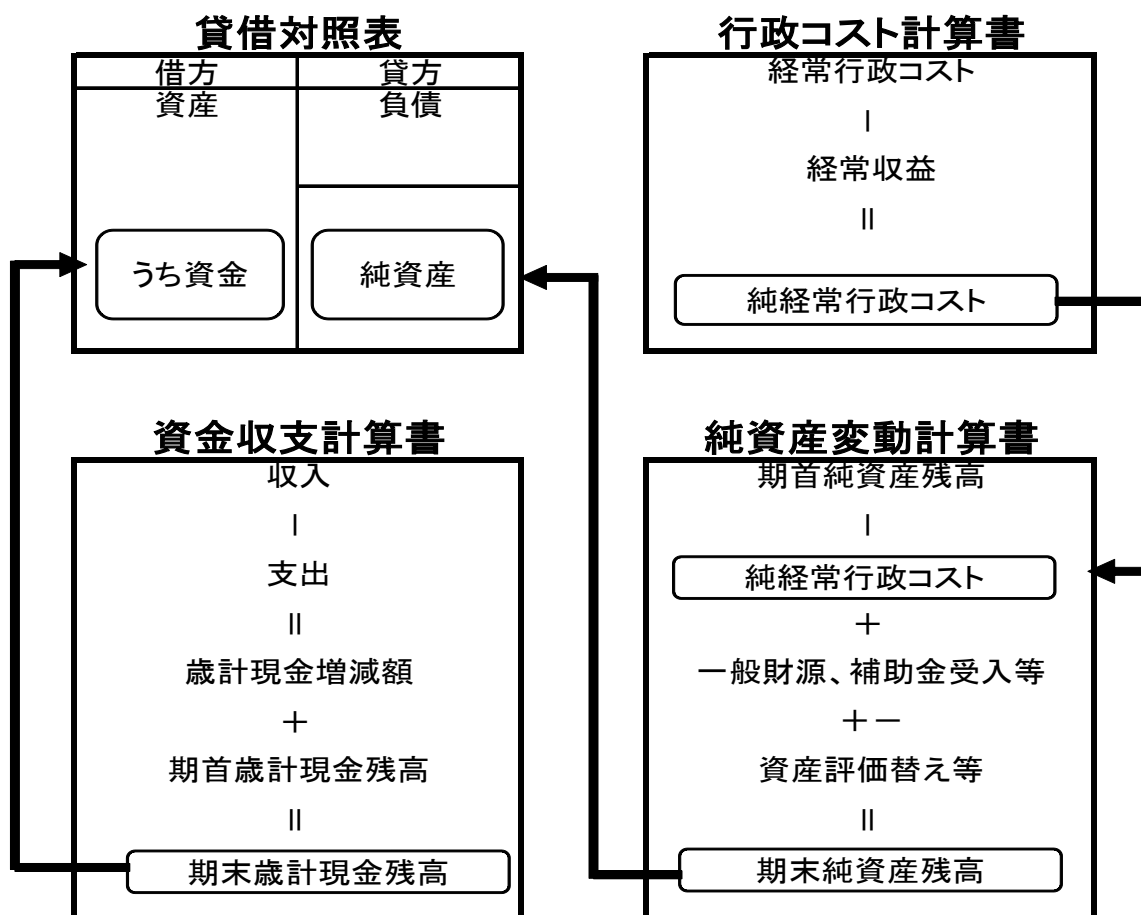 貸借対照表
借方
貸方
資産
負債
うち資金
純資産
行政コスト計算書
経常行政コスト
－
経常収益
＝
純経常行政コスト
資金収支計算書
収入
－
支出
＝
歳計現金増減額
＋
期首歳計現金残高
＝
期末歳計現金残高
純資産変動計算書
期首純資産残高
－
純経常行政コスト
＋
一般財源、補助金受入等
＋－
資産評価替え等
＝
期末純資産残高